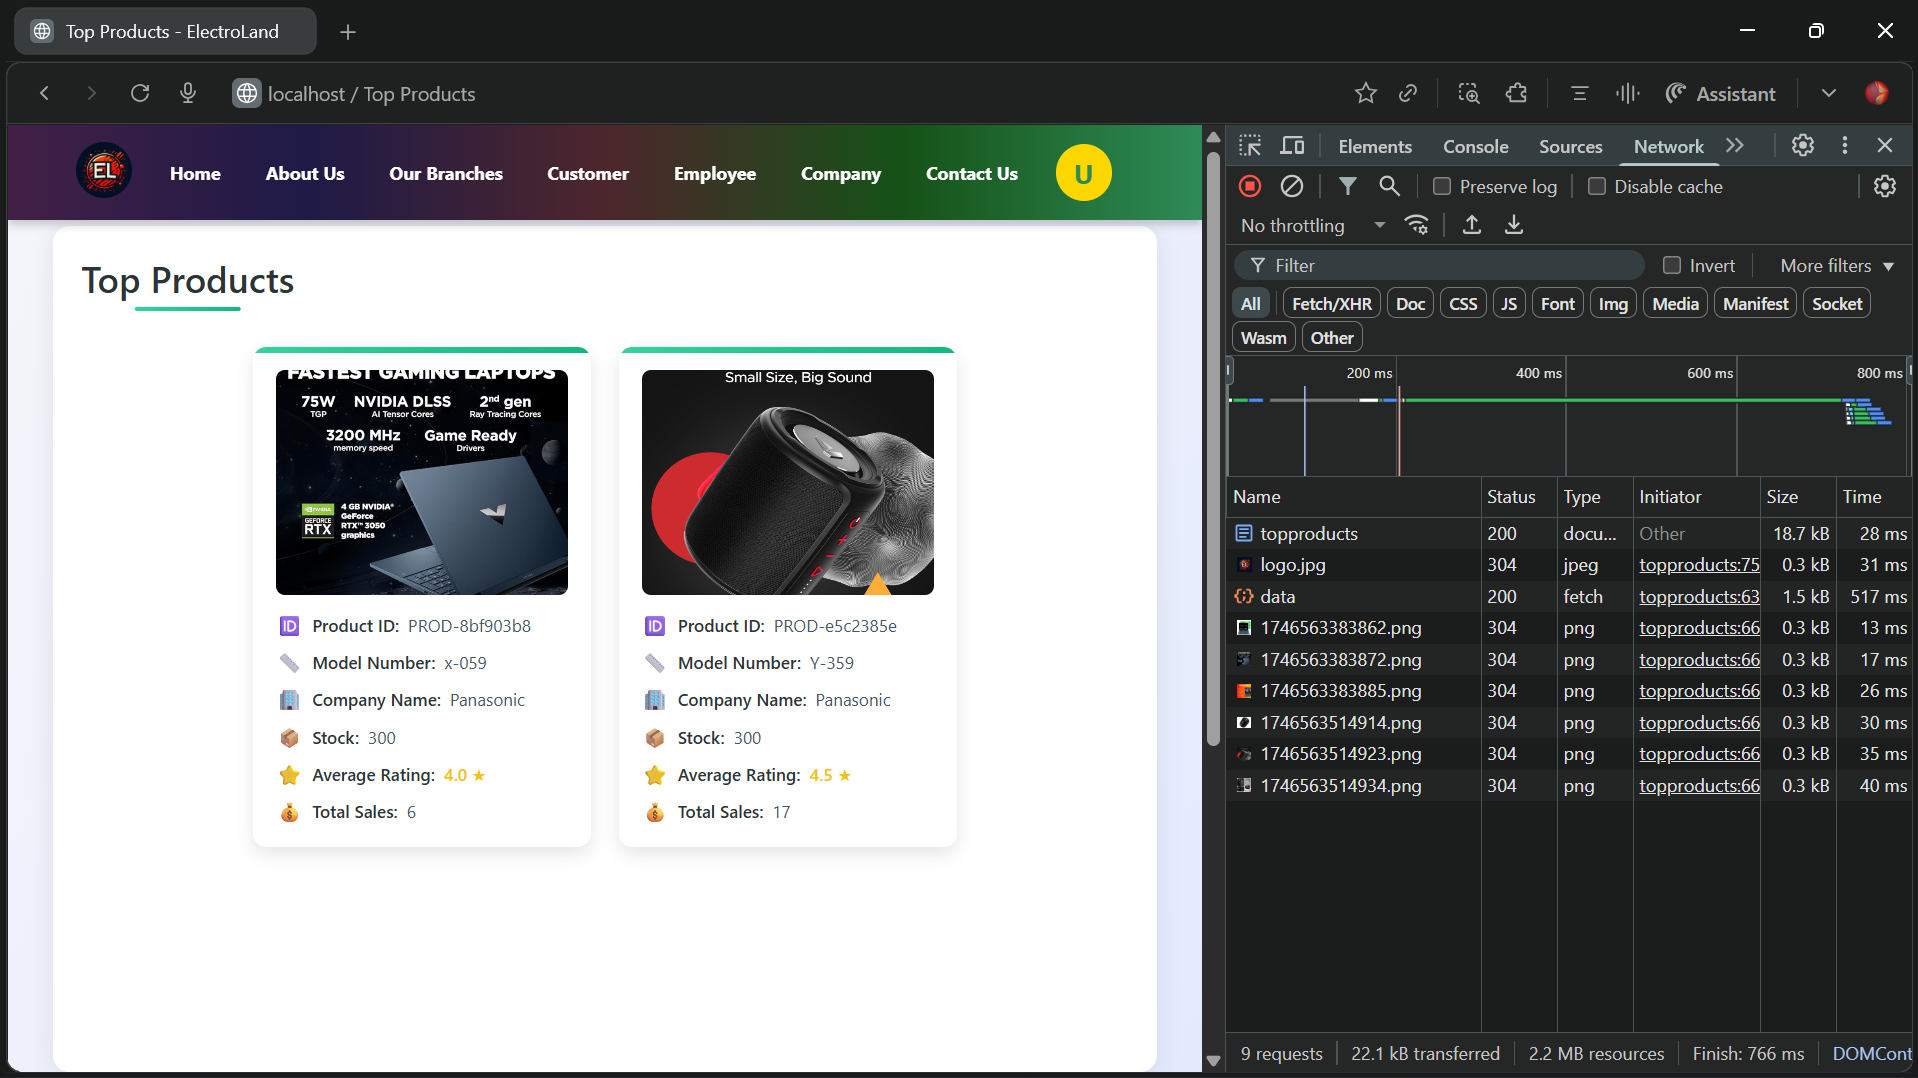 Top Products - ElectroLand
localhost / Top Products
Assistant
EL
Home
About Us
Our Branches
Customer
Employee
Company
Contact Us
U
Top Products
FASTEST GAMING LAPTOPS
75W
TGP
NVIDIA DLSS
AI Tensor Cores
2nd gen
Ray Tracing Cores
3200 MHz
memory speed
Game Ready
Drivers
NVIDIA
GEFORCE
RTX
4 GB NVIDIA®
GeForce
RTX™ 3050
graphics
ID Product ID: PROD-8bf903b8
Model Number: x-059
Company Name: Panasonic
Stock: 300
Average Rating: 4.0 ★
Total Sales: 6
Small Size, Big Sound
ID Product ID: PROD-e5c2385e
Model Number: Y-359
Company Name: Panasonic
Stock: 300
Average Rating: 4.5 ★
Total Sales: 17
Elements
Console
Sources
Network
Preserve log
Disable cache
No throttling
Filter
Invert
More filters
All
Fetch/XHR
Doc
CSS
JS
Font
Img
Media
Manifest
Socket
Wasm
Other
200 ms
400 ms
600 ms
800 ms
Name Status Type Initiator Size Time
topproducts 200 docu... Other 18.7 kB 28 ms
logo.jpg 304 jpeg topproducts:75 0.3 kB 31 ms
data 200 fetch topproducts:63 1.5 kB 517 ms
1746563383862.png 304 png topproducts:66 0.3 kB 13 ms
1746563383872.png 304 png topproducts:66 0.3 kB 17 ms
1746563383885.png 304 png topproducts:66 0.3 kB 26 ms
1746563514914.png 304 png topproducts:66 0.3 kB 30 ms
1746563514923.png 304 png topproducts:66 0.3 kB 35 ms
1746563514934.png 304 png topproducts:66 0.3 kB 40 ms
9 requests
22.1 kB transferred
2.2 MB resources
Finish: 766 ms
DOMCont